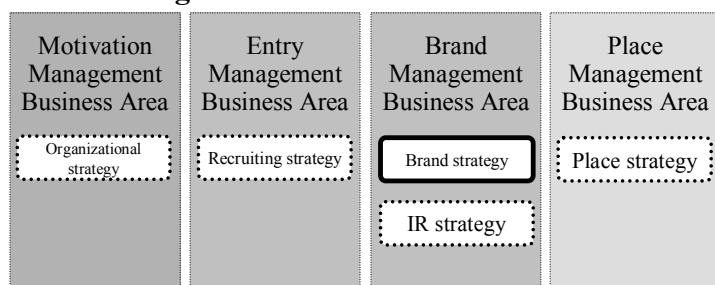 Motivation
Management
Business Area
Organizational
strategy
Entry
Management
Business Area
Recruiting strategy
Brand
Management
Business Area
Brand strategy
IR strategy
Place
Management
Business Area
Place strategy